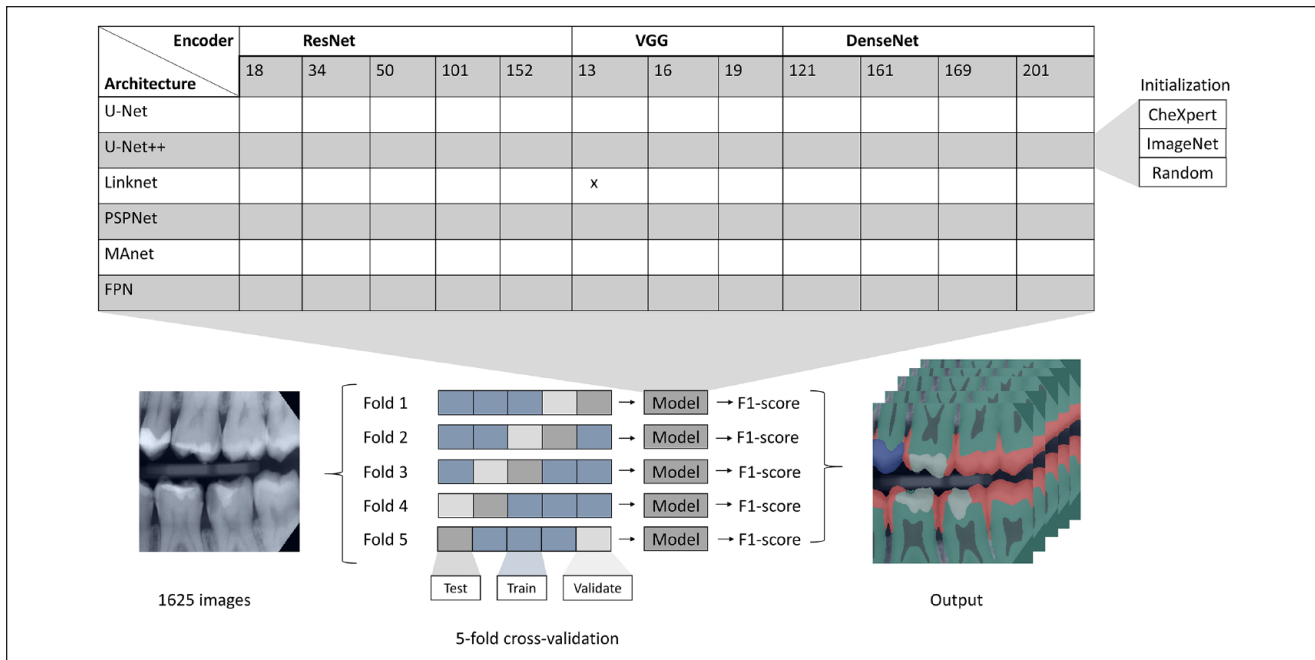 Encoder ResNet VGG DenseNet
Architecture 18 34 50 101 152 13 16 19 121 161 169 201
U-Net
U-Net++
Linknet x
PSPNet
MAnet
FPN
Initialization
CheXpert
ImageNet
Random
Fold 1 Model F1-score
Fold 2 Model F1-score
Fold 3 Model F1-score
Fold 4 Model F1-score
Fold 5 Model F1-score
Test Train Validate
1625 images
5-fold cross-validation
Output